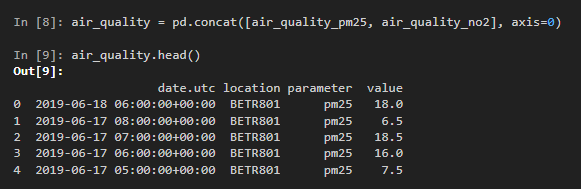 In [8]: air_quality = pd.concat([air_quality_pm25, air_quality_no2], axis=0)
In [9]: air_quality.head()
Out[9]:
date.utc location parameter value
0 2019-06-18 06:00:00+00:00 BETR801 pm25 18.0
1 2019-06-17 08:00:00+00:00 BETR801 pm25 6.5
2 2019-06-17 07:00:00+00:00 BETR801 pm25 18.5
3 2019-06-17 06:00:00+00:00 BETR801 pm25 16.0
4 2019-06-17 05:00:00+00:00 BETR801 pm25 7.5